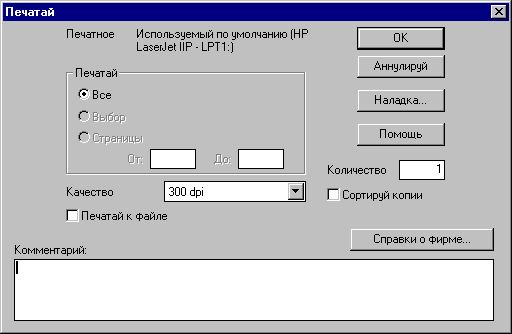 Печатай
Печатное Используемый по умолчанию (HP
LaserJet IIP - LPT1:)
OK
Аннулируй
Наладка...
Помощь
Печатай
Все
Выбор
Страницы
От: До:
Количество 1
Сортируй копии
Качество 300 dpi
Печатай к файле
Справки о фирме...
Комментарий: